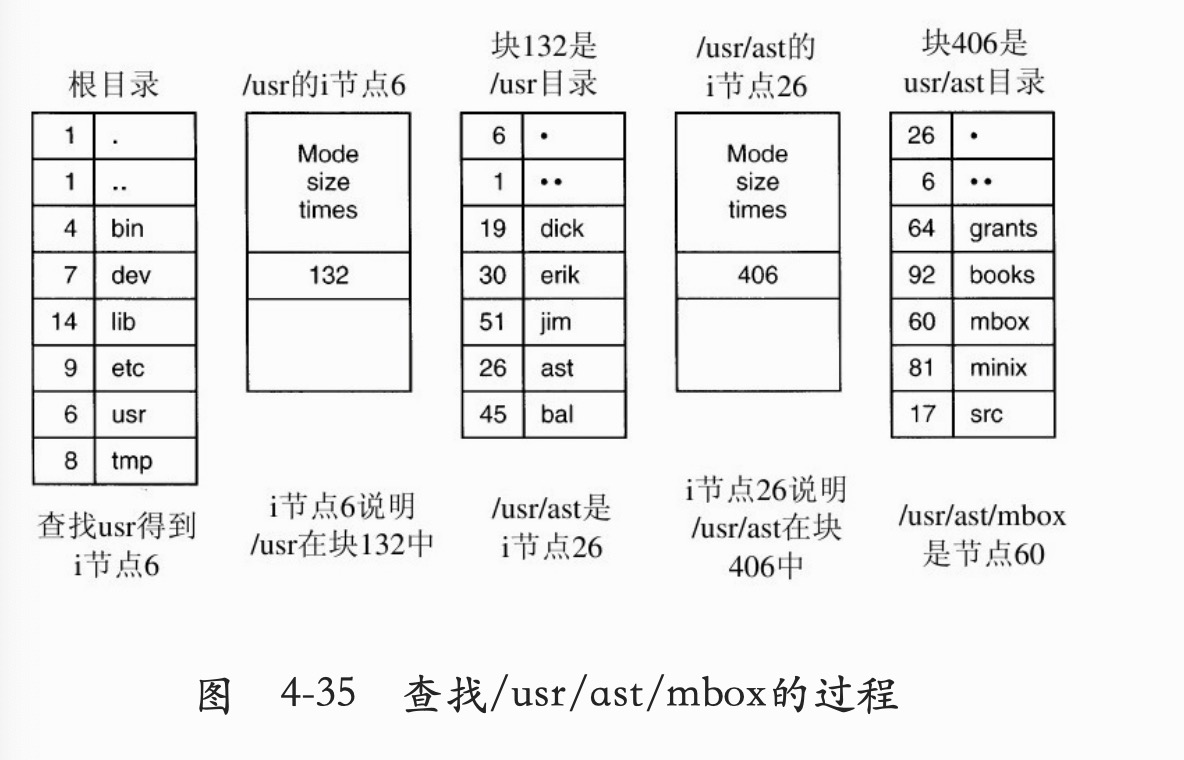 根目录
1 .
1 ..
4 bin
7 dev
14 lib
9 etc
6 usr
8 tmp
查找usr得到
i节点6
/usr的i节点6
Mode
size
times
132
i节点6说明
/usr在块132中
块132是
/usr目录
6 •
1 ••
19 dick
30 erik
51 jim
26 ast
45 bal
/usr/ast是
i节点26
/usr/ast的
i节点26
Mode
size
times
406
i节点26说明
/usr/ast在块
406中
块406是
usr/ast目录
26 •
6 ••
64 grants
92 books
60 mbox
81 minix
17 src
/usr/ast/mbox
是节点60
图 4-35 查找/usr/ast/mbox的过程